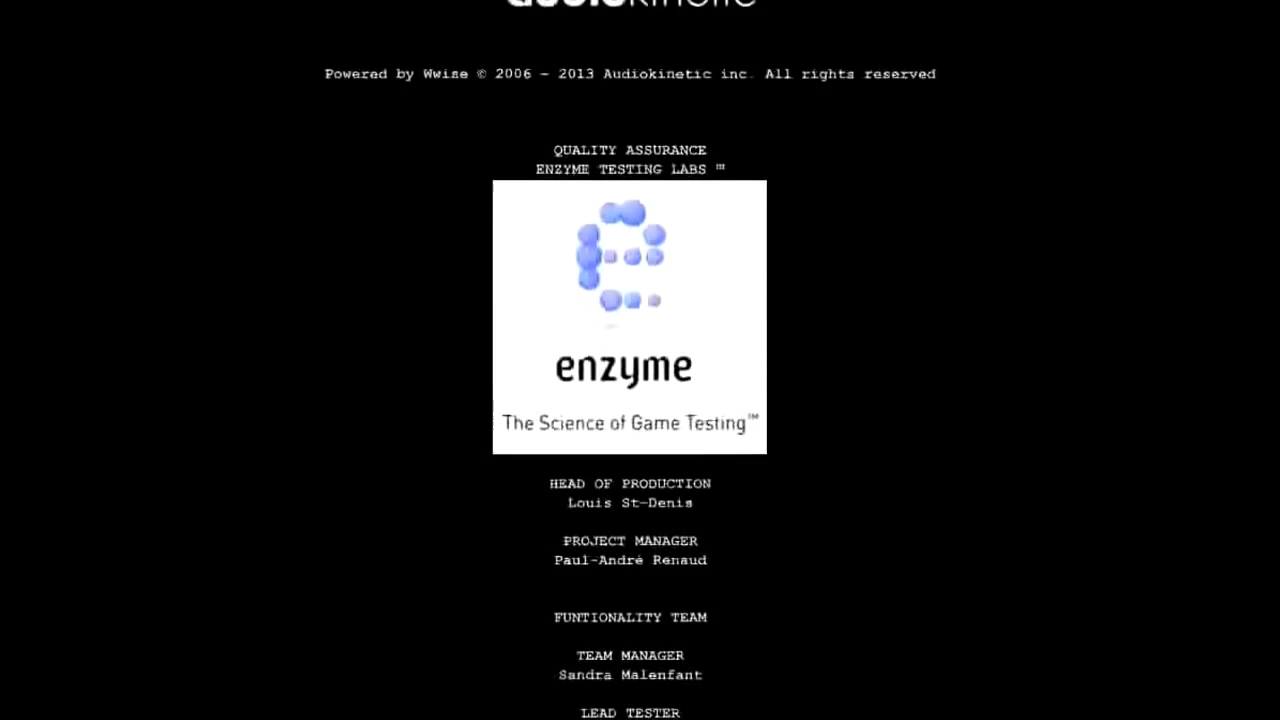 audiokinetic
Powered by Wwise © 2006 - 2013 Audiokinetic inc. All rights reserved
QUALITY ASSURANCE
ENZYME TESTING LABS ™
enzyme
The Science of Game Testing™
HEAD OF PRODUCTION
Louis St-Denis
PROJECT MANAGER
Paul-André Renaud
FUNTIONALITY TEAM
TEAM MANAGER
Sandra Malenfant
LEAD TESTER